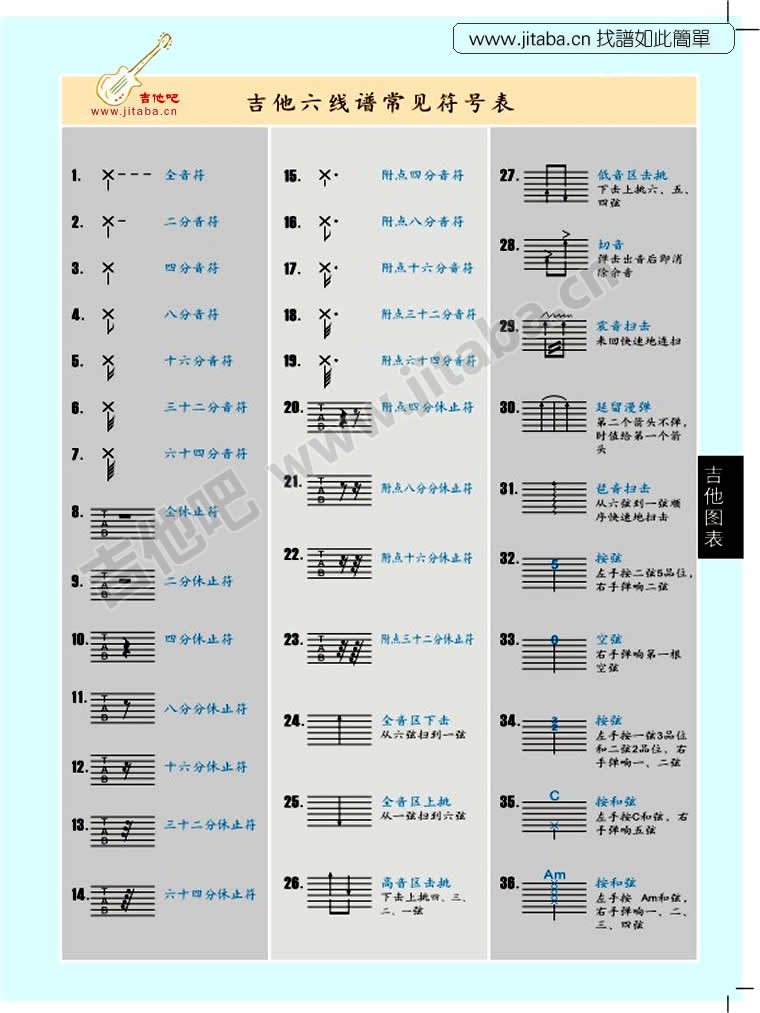 www.jitaba.cn 找譜如此簡單
吉他吧
www.jitaba.cn
吉他六线谱常见符号表
1. 全音符
2. 二分音符
3. 四分音符
4. 八分音符
5. 十六分音符
6. 三十二分音符
7. 六十四分音符
8. TAB 全休止符
9. TAB 二分休止符
10. TAB 四分休止符
11. TAB 八分分休止符
12. TAB 十六分休止符
13. TAB 三十二分休止符
14. TAB 六十四分休止符
15. 附点四分音符
16. 附点八分音符
17. 附点十六分音符
18. 附点三十二分音符
19. 附点六十四分音符
20. TAB 附点四分休止符
21. TAB 附点八分分休止符
22. TAB 附点十六分休止符
23. TAB 附点三十二分休止符
24. 全音区下击
从六弦扫到一弦
25. 全音区上挑
从一弦扫到六弦
26. 高音区击挑
下击上挑四、三、
二、一弦
27. 低音区击挑
下击上挑六、五、
四弦
28. 切音
弹击出音后即消
除余音
29. 震音扫击
来回快速地连扫
30. 延留漫弹
第二个箭头不弹,
时值给第一个箭
头
31. 琶音扫击
从六弦到一弦顺
序快速地扫击
32. 5 按弦
左手按二弦5品位,
右手弹响二弦
33. 0 空弦
右手弹响第一根
空弦
34. 3 2 按弦
左手按一弦3品位
和二弦2品位, 右
手弹响一、二弦
35. C 按和弦
左手按C和弦, 右
手弹响五弦
36. Am 按和弦
左手按 Am和弦,
右手弹响一、二、
三、四弦
吉他图表
吉他吧 www.jitaba.cn